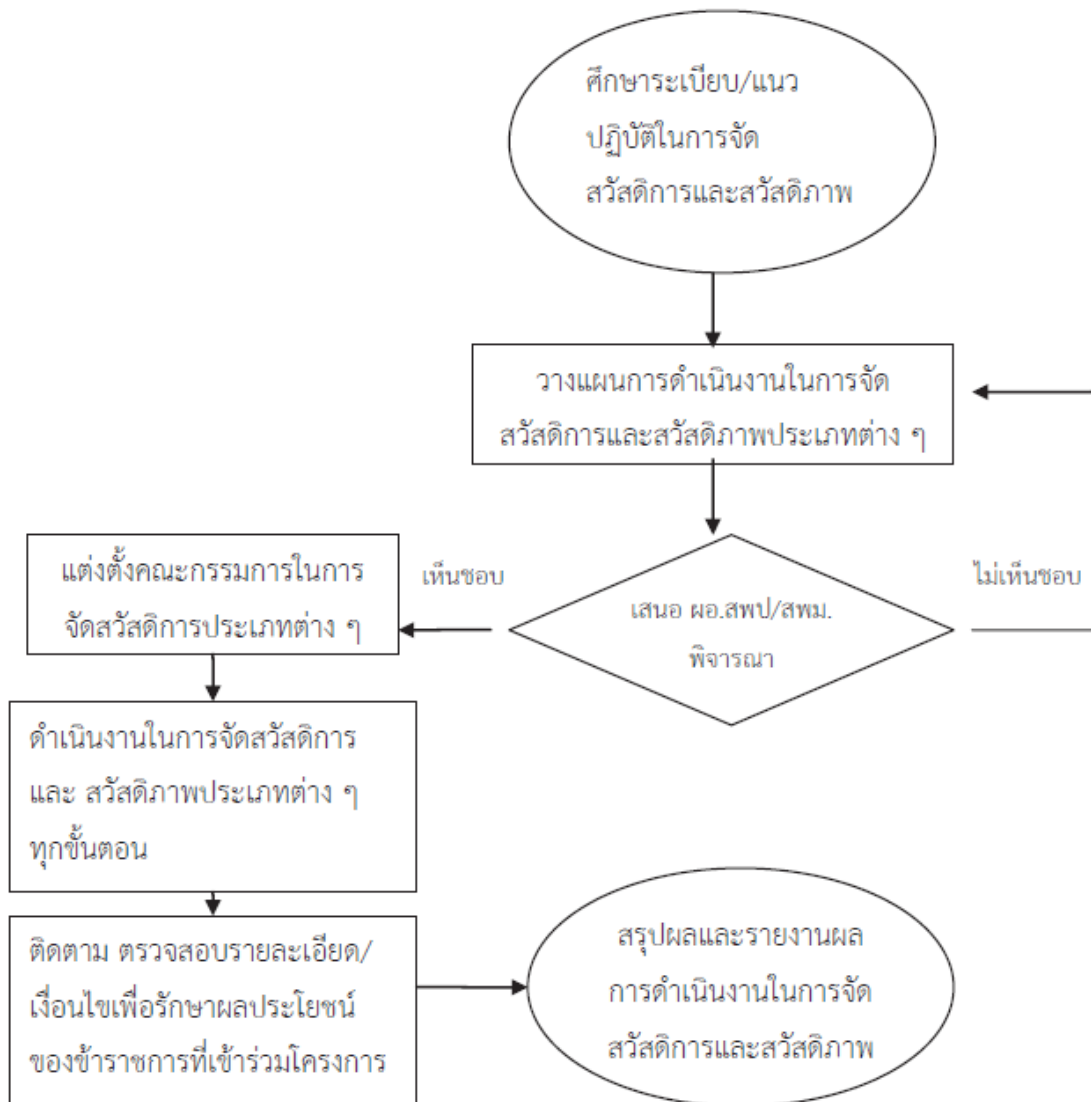 ศึกษาระเบียบ/แนว
ปฏิบัติในการจัด
สวัสดิการและสวัสดิภาพ
วางแผนการดำเนินงานในการจัด
สวัสดิการและสวัสดิภาพประเภทต่าง ๆ
เสนอ ผอ.สพป/สพม.
พิจารณา
ไม่เห็นชอบ
เห็นชอบ
แต่งตั้งคณะกรรมการในการ
จัดสวัสดิการประเภทต่าง ๆ
ดำเนินงานในการจัดสวัสดิการ
และ สวัสดิภาพประเภทต่าง ๆ
ทุกขั้นตอน
ติดตาม ตรวจสอบรายละเอียด/
เงื่อนไขเพื่อรักษาผลประโยชน์
ของข้าราชการที่เข้าร่วมโครงการ
สรุปผลและรายงานผล
การดำเนินงานในการจัด
สวัสดิการและสวัสดิภาพ